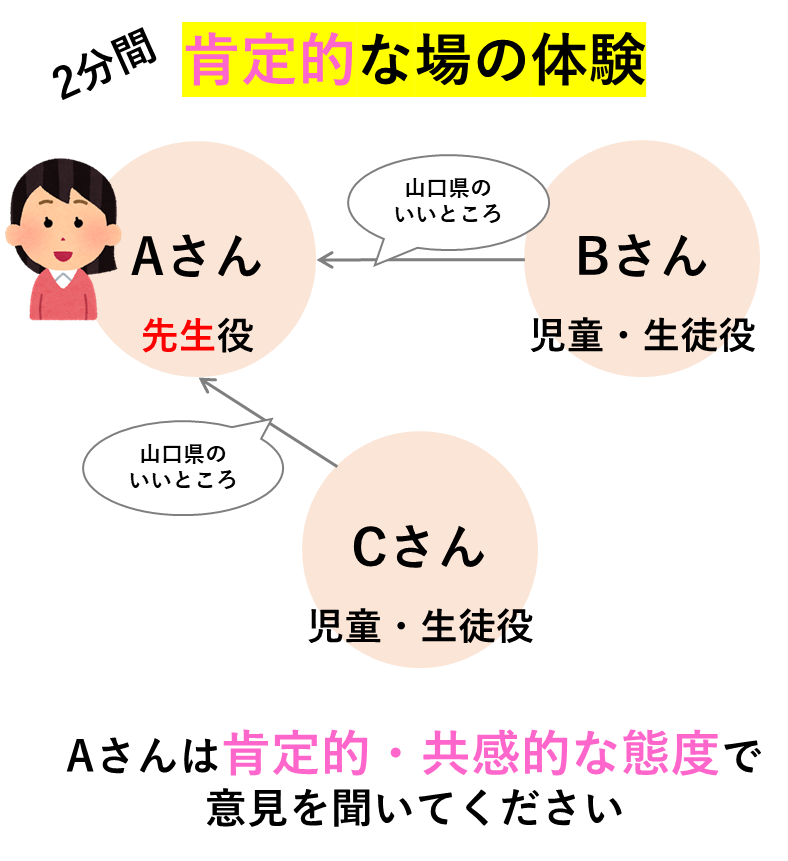 2分間
肯定的な場の体験
山口県の
いいところ
Aさん
先生役
Bさん
児童・生徒役
山口県の
いいところ
Cさん
児童・生徒役
Aさんは肯定的・共感的な態度で
意見を聞いてください